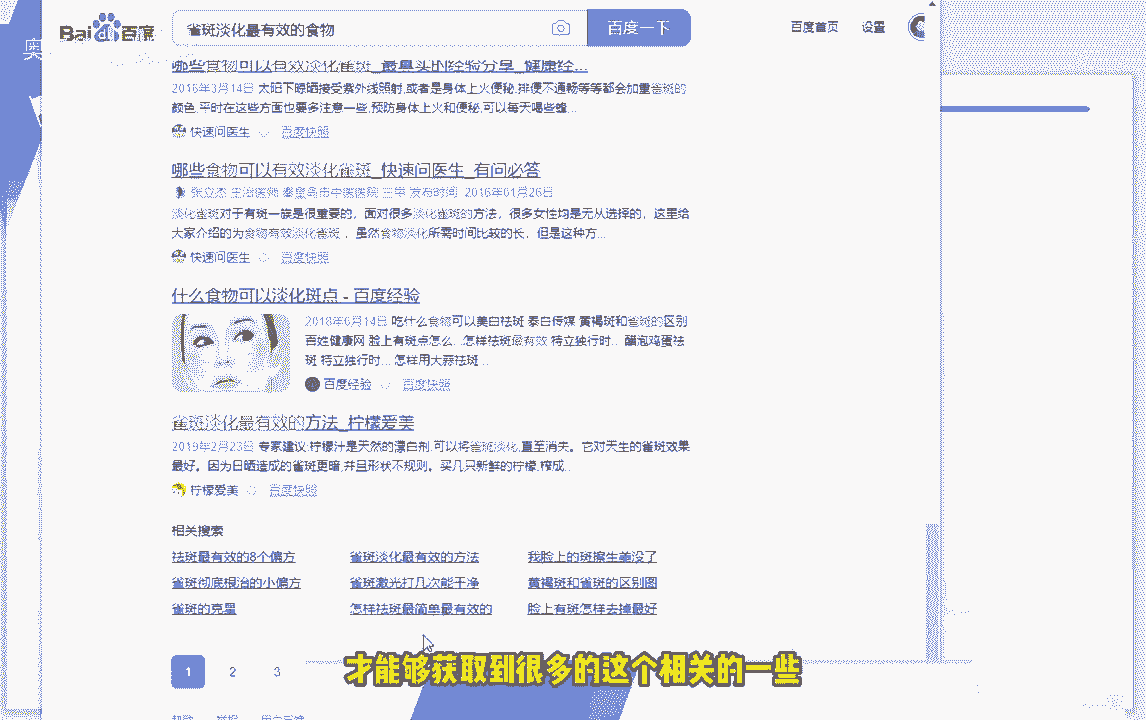 奥
Bai百度
雀斑淡化最有效的食物
百度一下
百度首页
设置
哪些食物可以有效淡化雀斑_最鼻头的经验分享_健康经...
2016年3月14日 太阳下曝晒接受紫外线照射,或者是身体上火便秘,排便不通畅等等都会加重雀斑的
颜色,平时在这些方面也要多注意一些,预防身体上火和便秘,可以每天喝些蜂...
快速问医生
百度快照
哪些食物可以有效淡化雀斑_快速问医生_有问必答
张立杰 主治医师 秦皇岛市中医医院 三甲 发布时间: 2016年01月26日
淡化雀斑对于有斑一族是很重要的，面对很多淡化雀斑的方法，很多女性均是无从选择的，这里给
大家介绍的为食物有效淡化雀斑 ，虽然食物淡化所需时间比较的长，但是这种方...
快速问医生
百度快照
什么食物可以淡化斑点 - 百度经验
2018年6月14日 吃什么食物可以美白祛斑 泰白传媒 黄褐斑和雀斑的区别
百姓健康网 脸上有斑点怎么...怎样祛斑最有效 特立独行时... 醋泡鸡蛋祛
斑 特立独行时... 怎样用大蒜祛斑...
百度经验
百度快照
雀斑淡化最有效的方法_柠檬爱美
2019年2月23日 专家建议:柠檬汁是天然的漂白剂,可以将雀斑淡化,直至消失。它对天生的雀斑效果
最好。因为日晒造成的雀斑更暗,并且形状不规则。买几只新鲜的柠檬,榨成...
柠檬爱美
百度快照
相关搜索
祛斑最有效的8个偏方
雀斑淡化最有效的方法
我脸上的斑擦生姜没了
雀斑彻底根治的小偏方
雀斑激光打几次能干净
黄褐斑和雀斑的区别图
雀斑的克星
怎样祛斑最简单最有效的
脸上有斑怎样去掉最好
1 2 3
才能够获取到很多的这个相关的一些